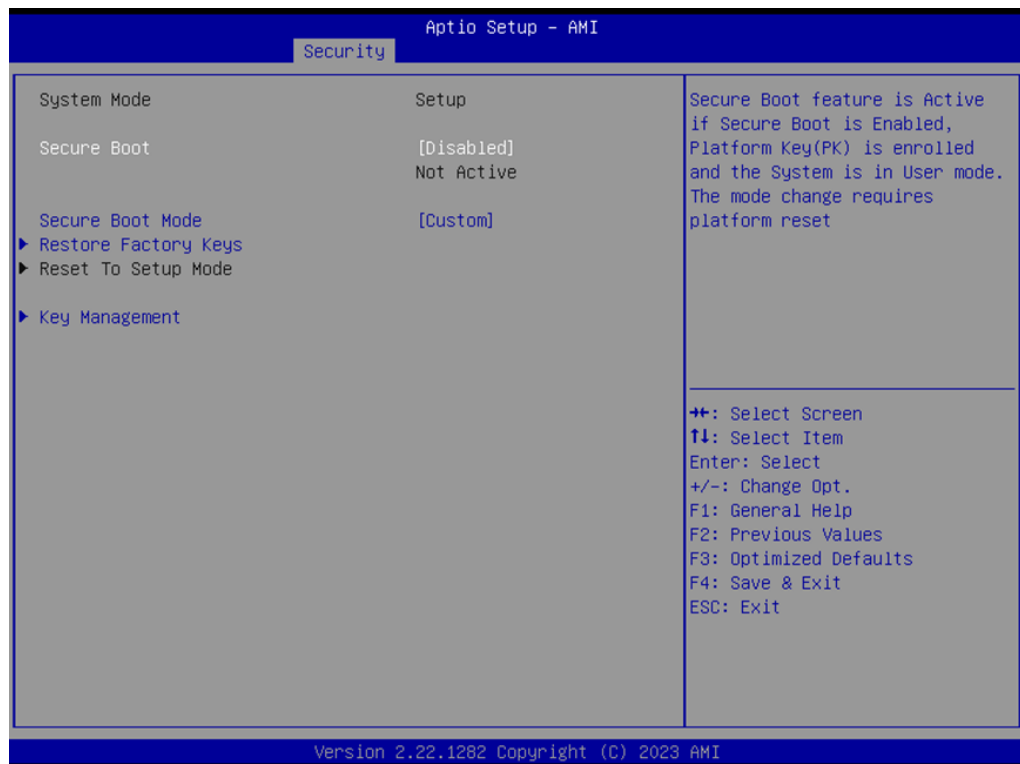 Aptio Setup – AMI
Security
System Mode Setup
Secure Boot [Disabled]
Not Active
Secure Boot Mode [Custom]
Restore Factory Keys
Reset To Setup Mode
Key Management
Secure Boot feature is Active
if Secure Boot is Enabled,
Platform Key(PK) is enrolled
and the System is in User mode.
The mode change requires
platform reset
→←: Select Screen
↑↓: Select Item
Enter: Select
+/-: Change Opt.
F1: General Help
F2: Previous Values
F3: Optimized Defaults
F4: Save & Exit
ESC: Exit
Version 2.22.1282 Copyright (C) 2023 AMI